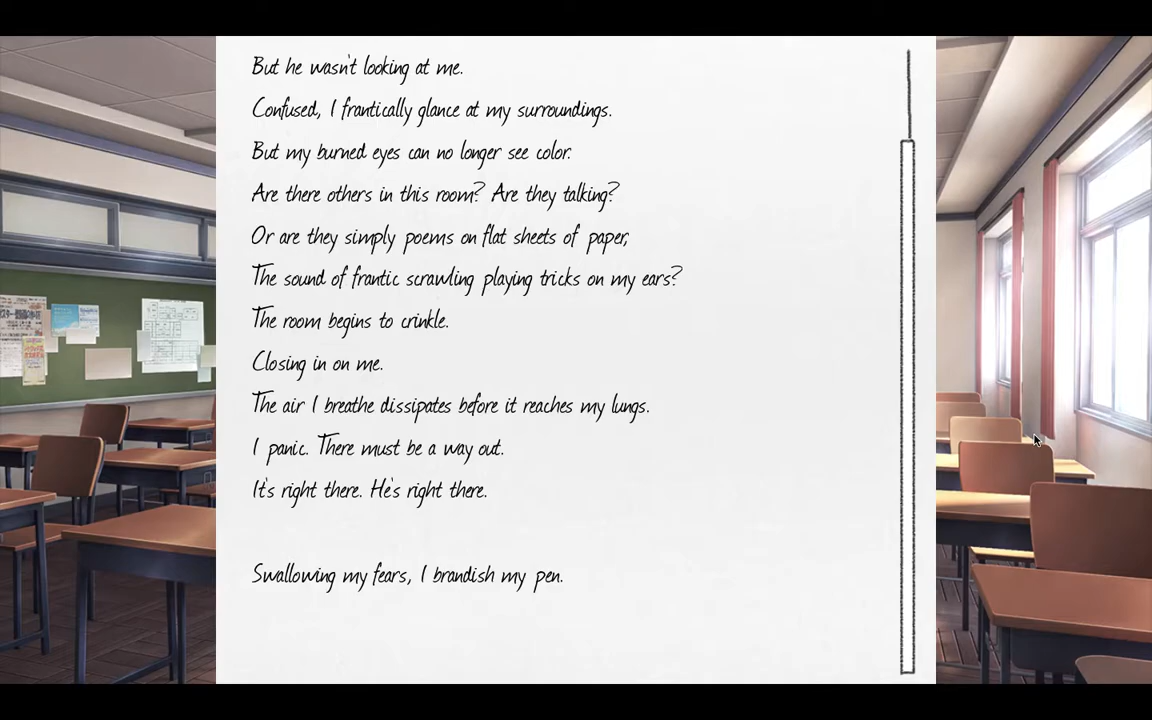 But he wasn't looking at me.
Confused, I frantically glance at my surroundings.
But my burned eyes can no longer see color.
Are there others in this room? Are they talking?
Or are they simply poems on flat sheets of paper,
The sound of frantic scrawling playing tricks on my ears?
The room begins to crinkle.
Closing in on me.
The air I breathe dissipates before it reaches my lungs.
I panic. There must be a way out.
It's right there. He's right there.
Swallowing my fears, I brandish my pen.